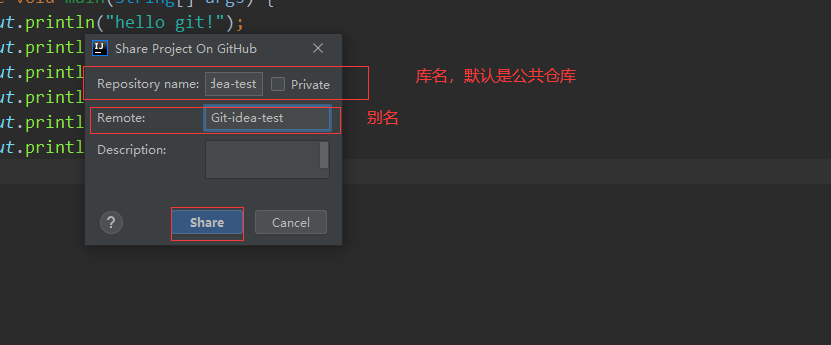 e void main(String[] args) {
ut.println("hello git!");
ut.printl
ut.printl
ut.printl
ut.printl
ut.printl
Share Project On GitHub
Repository name: dea-test Private
库名，默认是公共仓库
Remote: Git-idea-test
别名
Description:
? Share Cancel